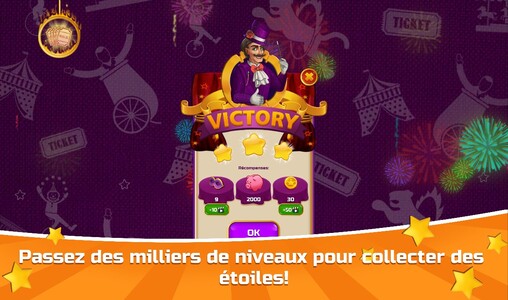 TICKET
VICTORY
Récompenses:
TICKET
TICKET
9 2000 30
-10 +50
OK
Passez des milliers de niveaux pour collecter des
étoiles!